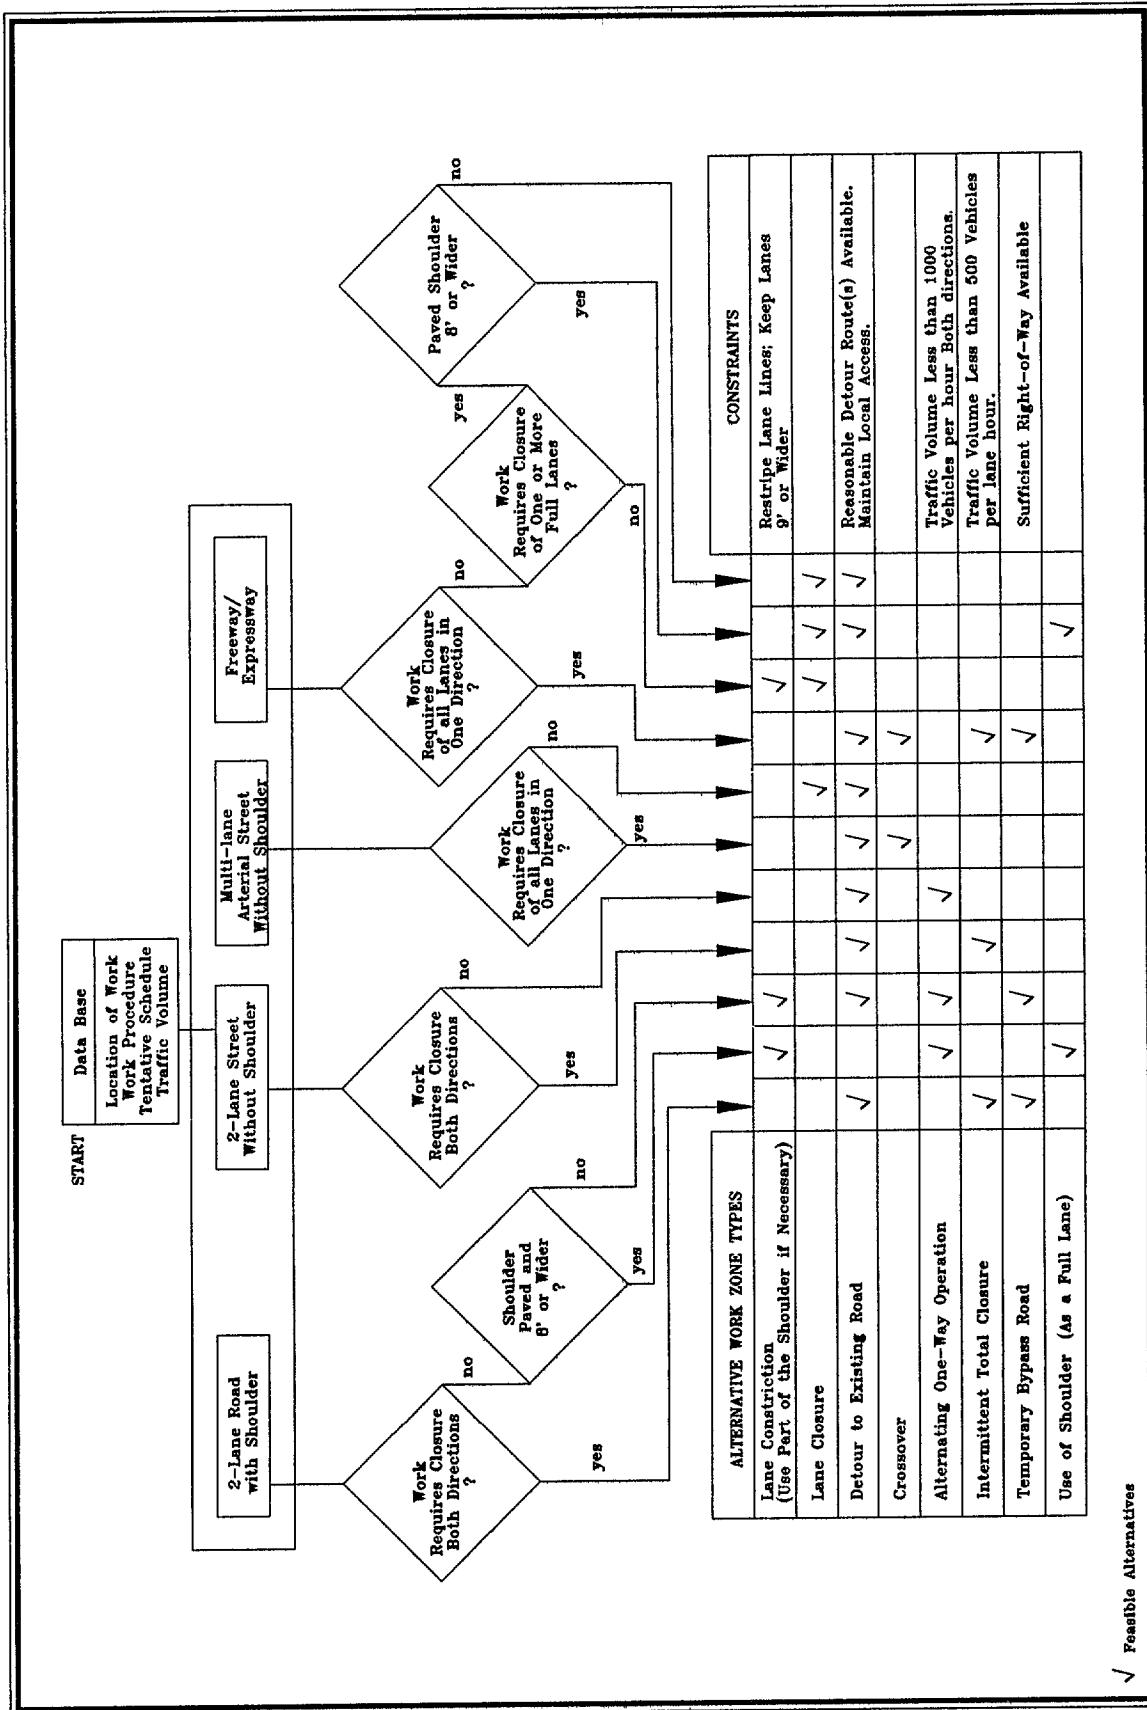 START
Data Base
Location of Work
Work Procedure
Tentative Schedule
Traffic Volume
2-Lane Road
with Shoulder
2-Lane Street
Without Shoulder
Multi-lane
Arterial Street
Without Shoulder
Freeway/
Expressway
Work
Requires Closure
Both Directions
?
no
yes
Shoulder
Paved and
8' or Wider
?
no
yes
Work
Requires Closure
Both Directions
?
no
yes
Work
Requires Closure
of all Lanes in
One Direction
?
no
yes
Work
Requires Closure
of all Lanes in
One Direction
?
no
yes
Work
Requires Closure
of One or More
Full Lanes
?
yes
no
Paved Shoulder
8' or Wider
?
no
yes
ALTERNATIVE WORK ZONE TYPES
CONSTRAINTS
Lane Constriction
(Use Part of the Shoulder if Necessary)
√ √ √
Restripe Lane Lines; Keep Lanes
9' or Wider
Lane Closure
√ √ √ √
Detour to Existing Road
√ √ √ √ √ √ √ √ √
Reasonable Detour Route(s) Available.
Maintain Local Access.
Crossover
√ √
Alternating One-Way Operation
√ √ √
Traffic Volume Less than 1000
Vehicles per hour Both directions.
Intermittent Total Closure
√ √ √
Traffic Volume Less than 500 Vehicles
per lane hour.
Temporary Bypass Road
√ √ √
Sufficient Right-of-Way Available
Use of Shoulder (As a Full Lane)
√ √
√ Feasible Alternatives